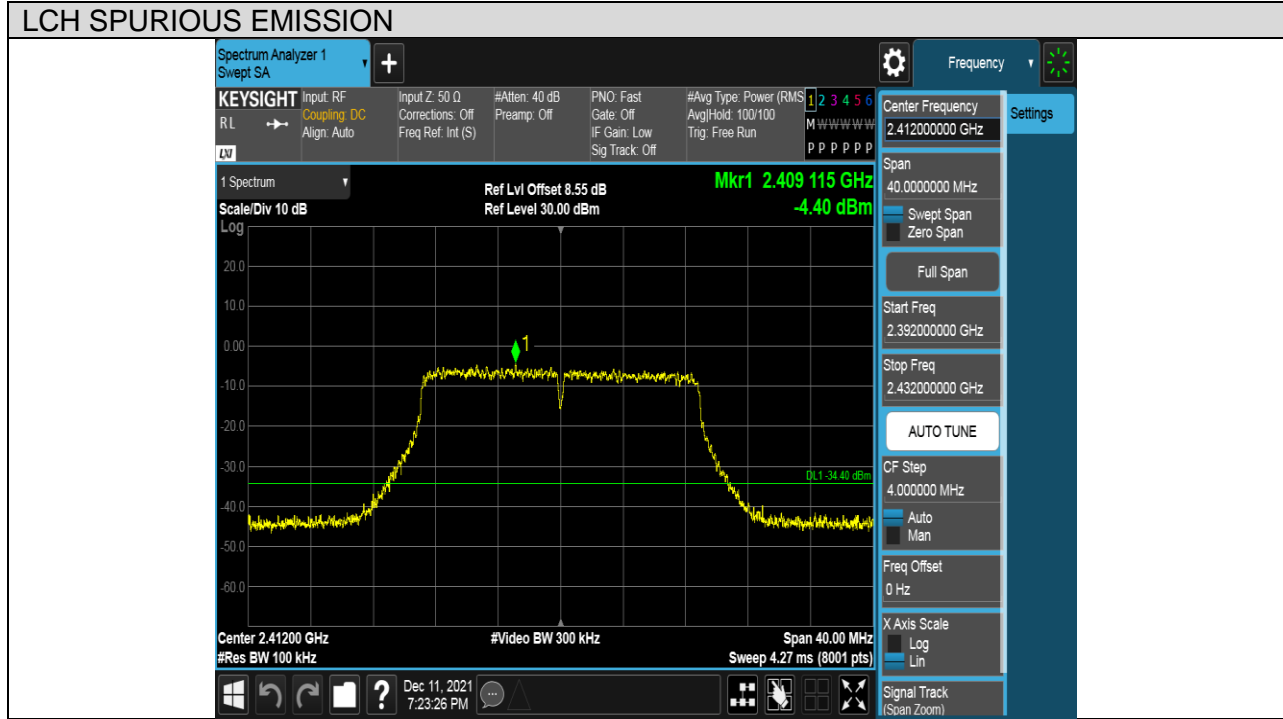 LCH SPURIOUS EMISSION
Spectrum Analyzer 1
Swept SA
+
Frequency
KEYSIGHT
RL
LXI
Input: RF
Coupling: DC
Align: Auto
Input Z: 50 Ω
Corrections: Off
Freq Ref: Int (S)
#Atten: 40 dB
Preamp: Off
PNO: Fast
Gate: Off
IF Gain: Low
Sig Track: Off
#Avg Type: Power (RMS
Avg|Hold: 100/100
Trig: Free Run
1 2 3 4 5 6
M W W W W W
P P P P P P
1 Spectrum
Scale/Div 10 dB
Ref Lvl Offset 8.55 dB
Ref Level 30.00 dBm
Mkr1 2.409 115 GHz
-4.40 dBm
Log
20.0
10.0
0.00
-10.0
-20.0
-30.0
-40.0
-50.0
-60.0
1
DL1 -34.40 dBm
Center 2.41200 GHz
#Res BW 100 kHz
#Video BW 300 kHz
Span 40.00 MHz
Sweep 4.27 ms (8001 pts)
Center Frequency
2.412000000 GHz
Settings
Span
40.0000000 MHz
Swept Span
Zero Span
Full Span
Start Freq
2.392000000 GHz
Stop Freq
2.432000000 GHz
AUTO TUNE
CF Step
4.000000 MHz
Auto
Man
Freq Offset
0 Hz
X Axis Scale
Log
Lin
Signal Track
(Span Zoom)
?
Dec 11, 2021
7:23:26 PM